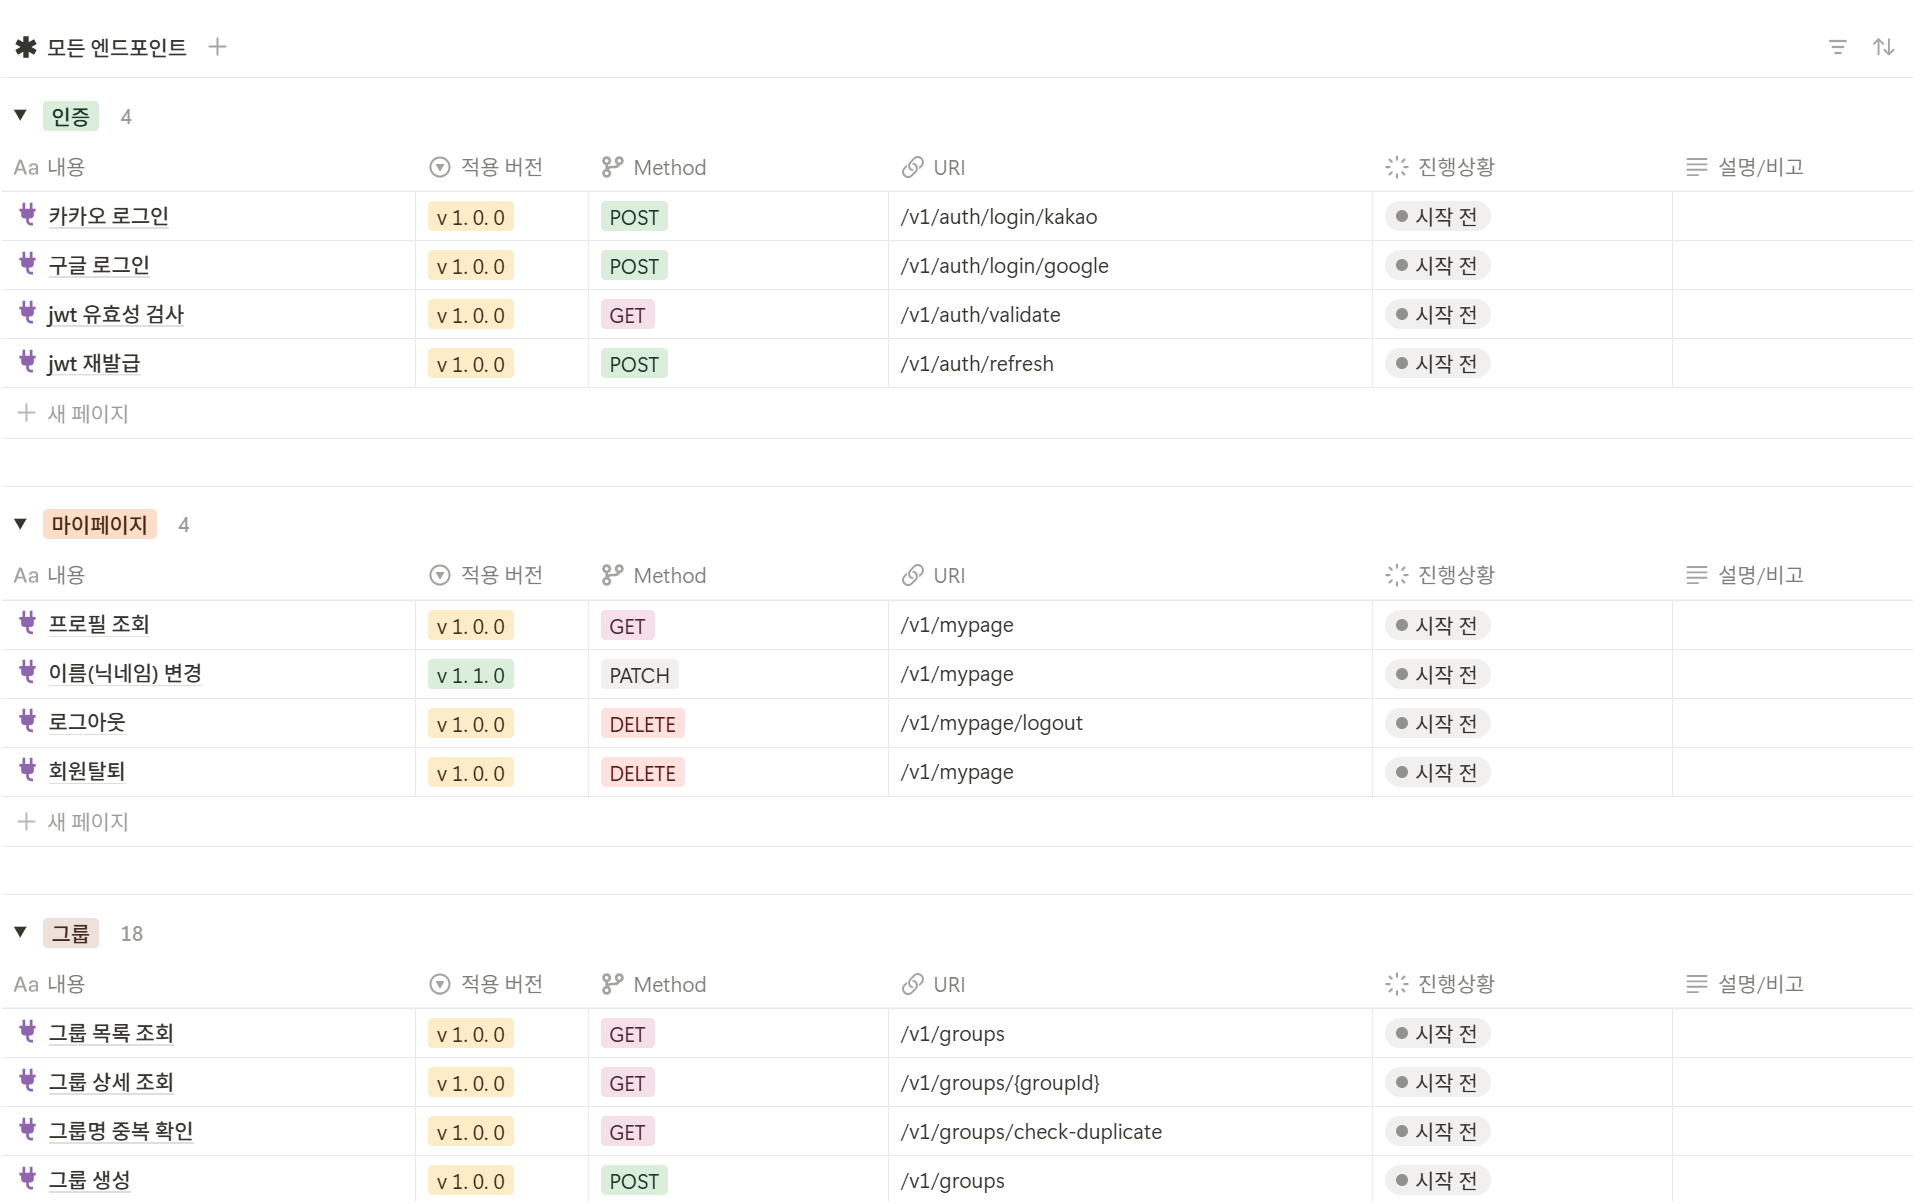 모든 엔드포인트
인증 4
Aa 내용 적용 버전 Method URI 진행상황 설명/비고
카카오 로그인 v 1. 0. 0 POST /v1/auth/login/kakao 시작 전
구글 로그인 v 1. 0. 0 POST /v1/auth/login/google 시작 전
jwt 유효성 검사 v 1. 0. 0 GET /v1/auth/validate 시작 전
jwt 재발급 v 1. 0. 0 POST /v1/auth/refresh 시작 전
새 페이지
마이페이지 4
Aa 내용 적용 버전 Method URI 진행상황 설명/비고
프로필 조회 v 1. 0. 0 GET /v1/mypage 시작 전
이름(닉네임) 변경 v 1. 1. 0 PATCH /v1/mypage 시작 전
로그아웃 v 1. 0. 0 DELETE /v1/mypage/logout 시작 전
회원탈퇴 v 1. 0. 0 DELETE /v1/mypage 시작 전
새 페이지
그룹 18
Aa 내용 적용 버전 Method URI 진행상황 설명/비고
그룹 목록 조회 v 1. 0. 0 GET /v1/groups 시작 전
그룹 상세 조회 v 1. 0. 0 GET /v1/groups/{groupId} 시작 전
그룹명 중복 확인 v 1. 0. 0 GET /v1/groups/check-duplicate 시작 전
그룹 생성 v 1. 0. 0 POST /v1/groups 시작 전